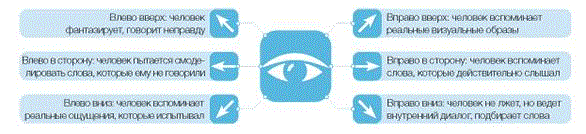 Влево вверх: человек
фантазирует, говорит неправду
Вправо вверх: человек вспоминает
реальные визуальные образы
Влево в сторону: человек пытается смоде-
лировать слова, которые ему не говорили
Вправо в сторону: человек вспоминает
слова, которые действительно слышал
Влево вниз: человек вспоминает
реальные ощущения, которые испытывал
Вправо вниз: человек не лжет, но ведет
внутренний диалог, подбирает слова